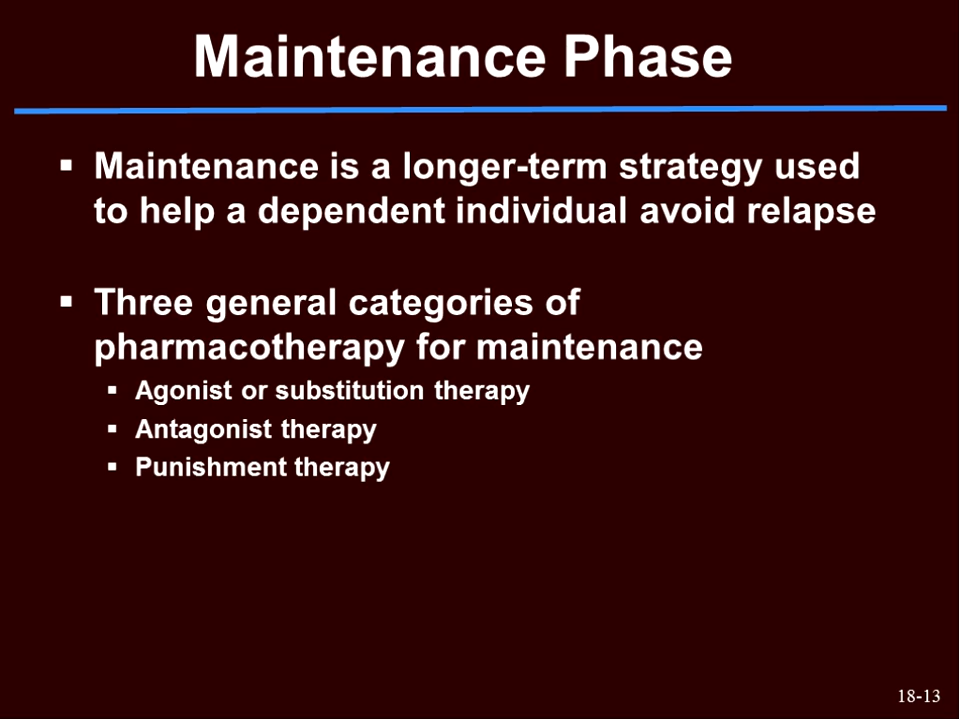 Maintenance Phase
▪ Maintenance is a longer-term strategy used
to help a dependent individual avoid relapse
▪ Three general categories of
pharmacotherapy for maintenance
▪ Agonist or substitution therapy
▪ Antagonist therapy
▪ Punishment therapy
18-13